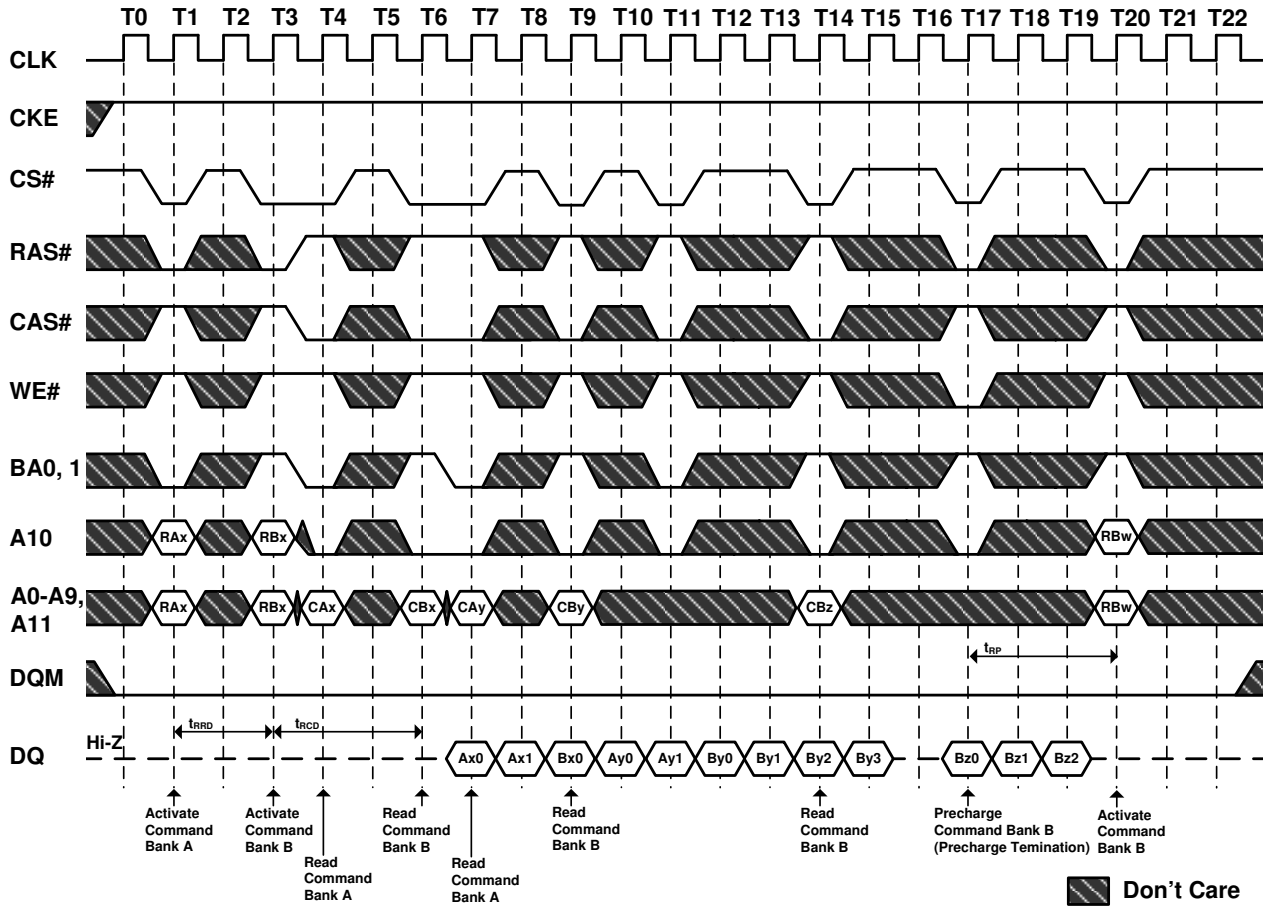 T0 T1 T2 T3 T4 T5 T6 T7 T8 T9 T10 T11 T12 T13 T14 T15 T16 T17 T18 T19 T20 T21 T22
CLK
CKE
CS#
RAS#
CAS#
WE#
BA0, 1
A10 RAx RBx RBw
A0-A9,
A11
RAx RBx CAx CBx CAy CBy CBz RBw
tRP
DQM
tRRD tRCD
Hi-Z
DQ Ax0 Ax1 Bx0 Ay0 Ay1 By0 By1 By2 By3 Bz0 Bz1 Bz2
Activate
Command
Bank A
Activate
Command
Bank B
Read
Command
Bank A
Read
Command
Bank B
Read
Command
Bank A
Read
Command
Bank B
Read
Command
Bank B
Precharge
Command Bank B
(Precharge Temination)
Activate
Command
Bank B
Don't Care